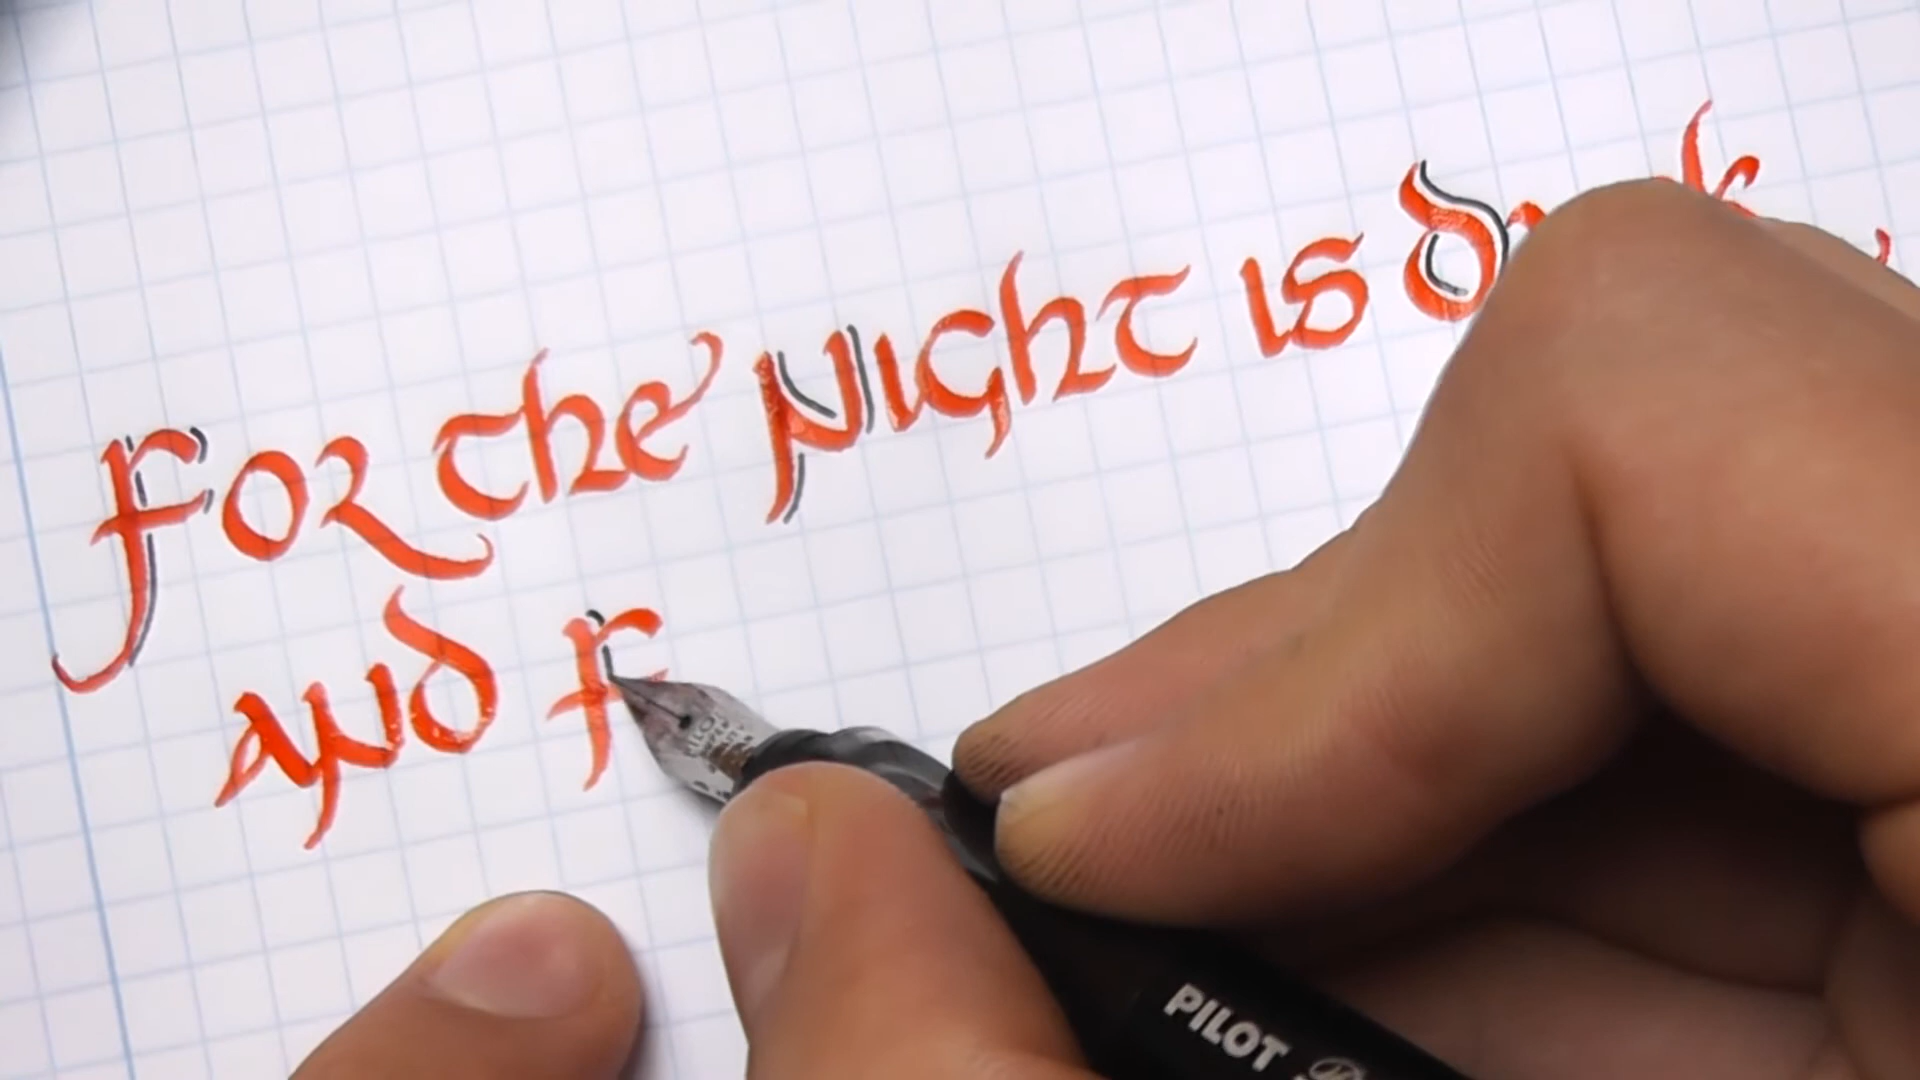 For the Night is D
and F
PILOT